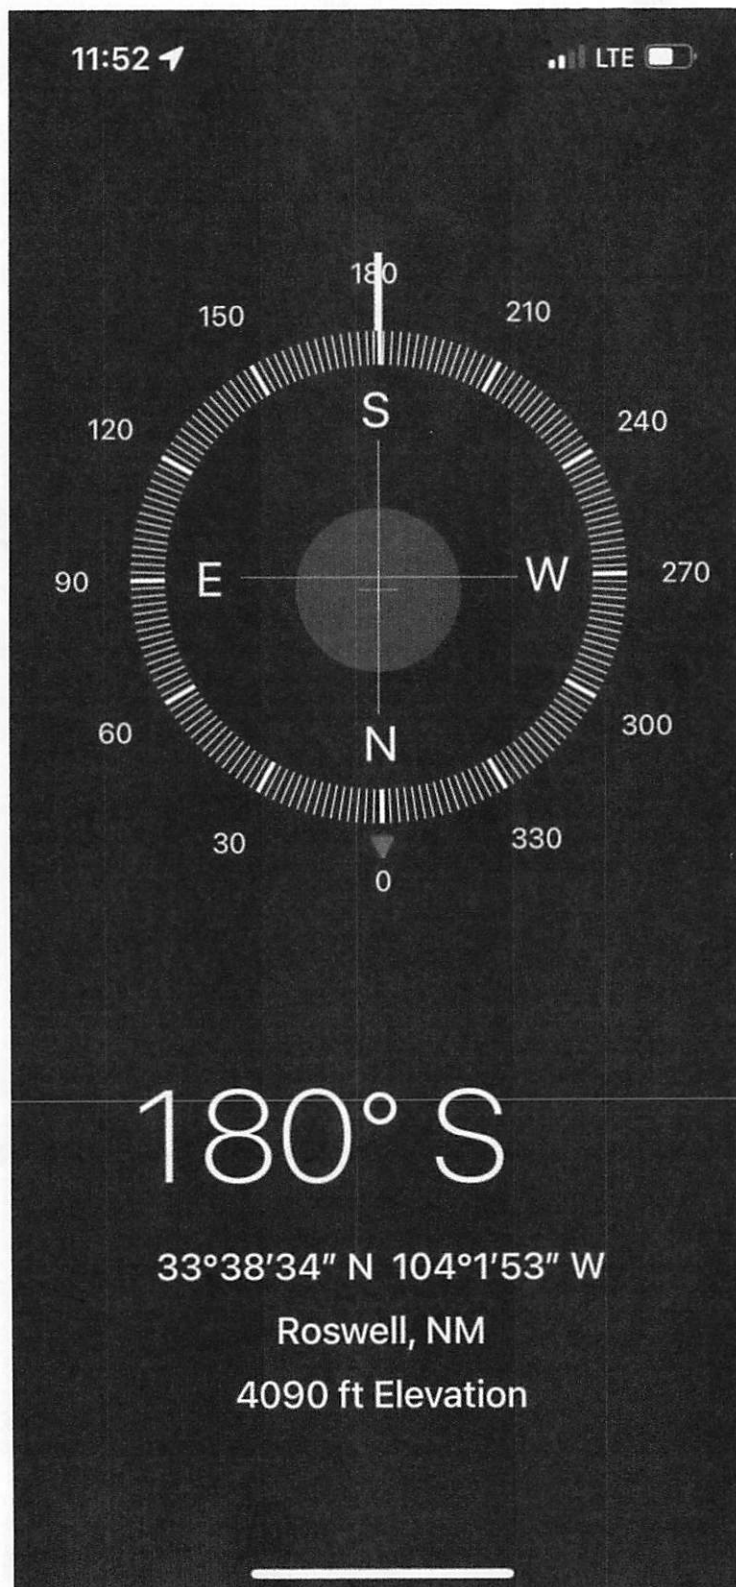 11:52 LTE
180
150 210
S
120 240
90 E W 270
60 300
N
30 330
0
180° S
33°38'34" N 104°1'53" W
Roswell, NM
4090 ft Elevation